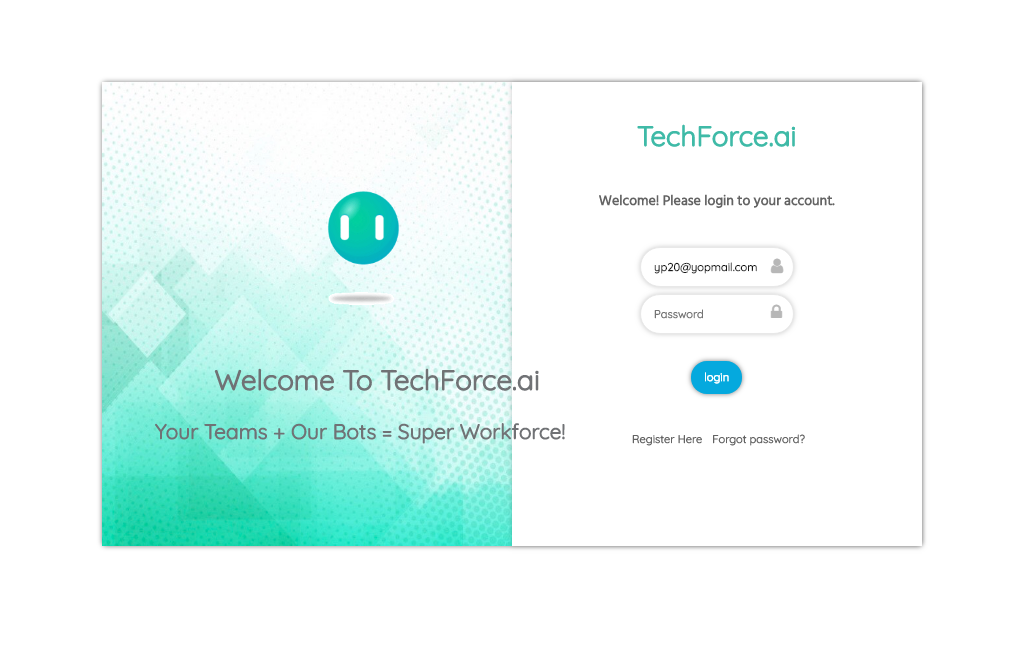 Welcome To TechForce.ai
Your Teams + Our Bots = Super Workforce!
TechForce.ai
Welcome! Please login to your account.
yp20@yopmail.com
Password
login
Register Here Forgot password?